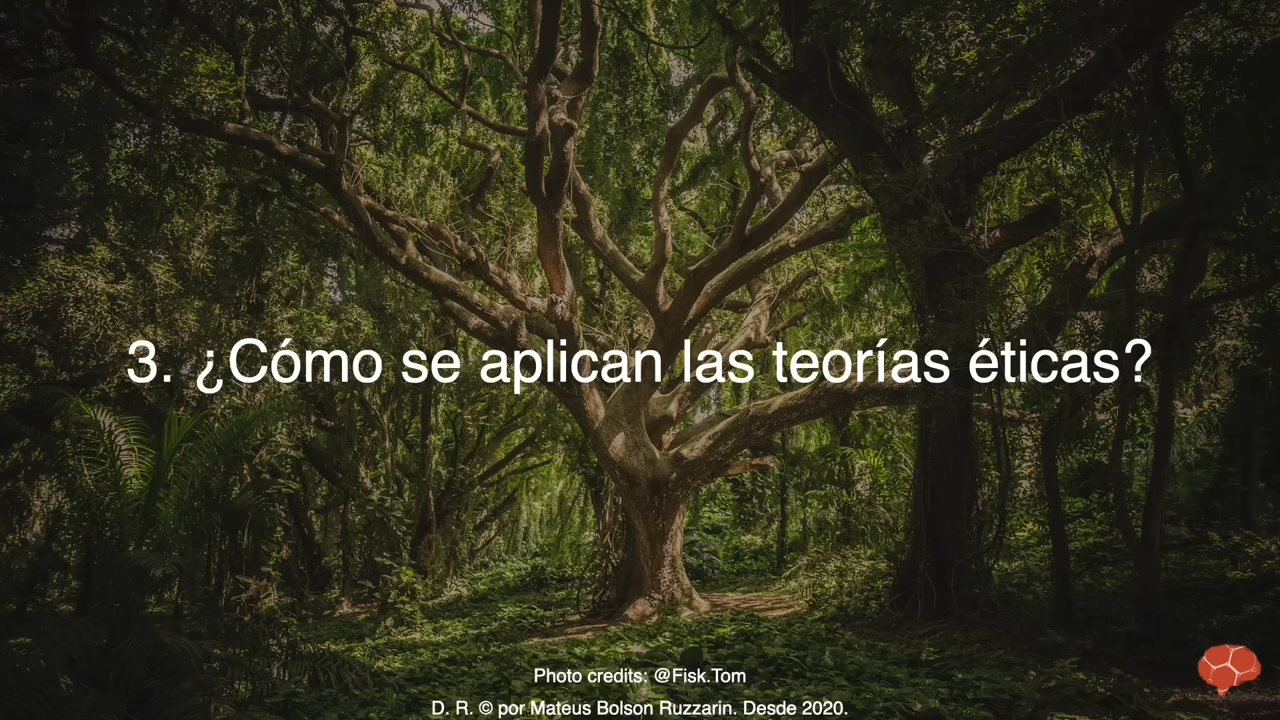 3. ¿Cómo se aplican las teorías éticas?
Photo credits: @Fisk.Tom
D. R. © por Mateus Bolson Ruzzarin. Desde 2020.